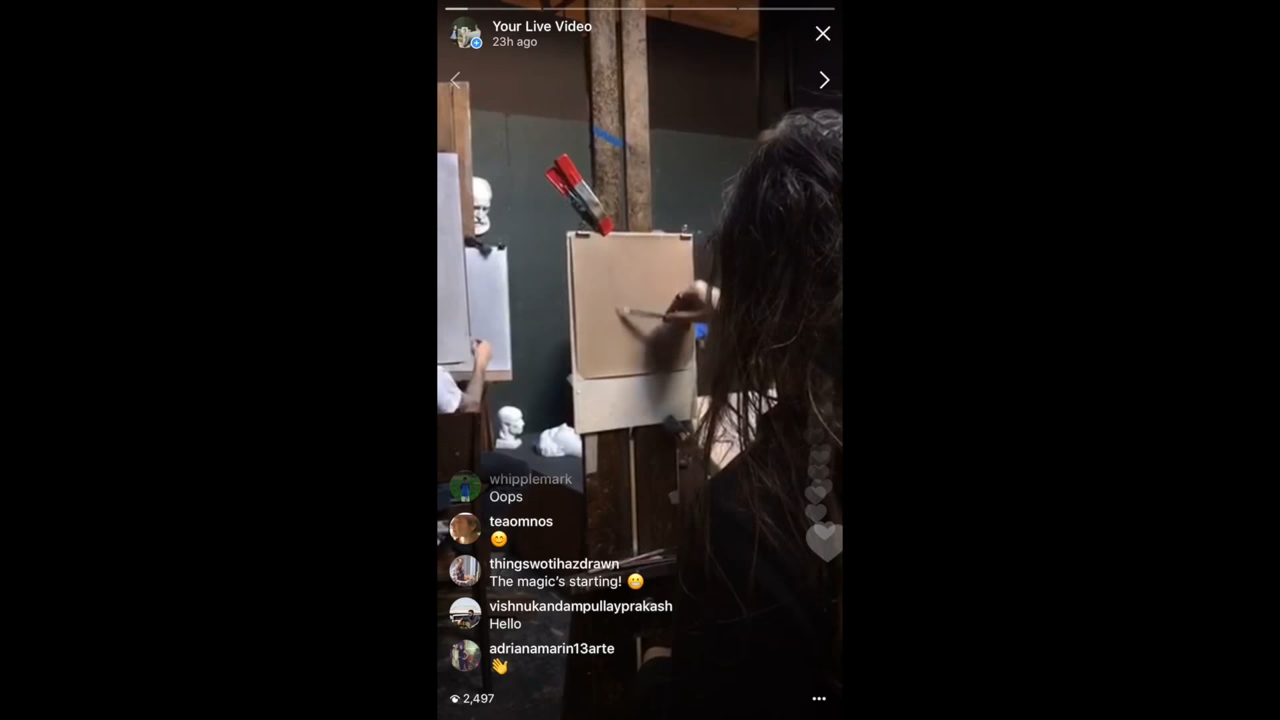 Your Live Video
23h ago
whipplemark
Oops
teaomnos
😊
thingswotihazdrawn
The magic’s starting! 😬
vishnukandampullayprakash
Hello
adrianamarin13arte
👋
2,497